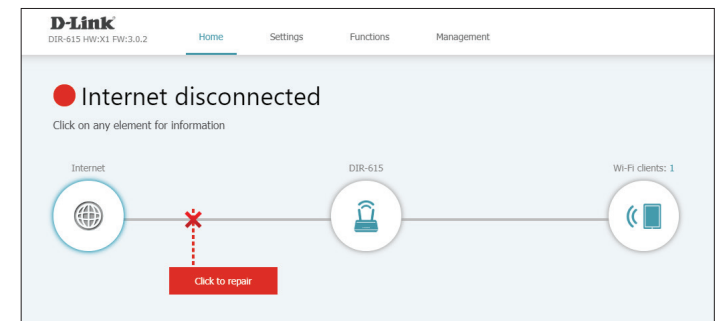 D-Link
DIR-615 HW:X1 FW:3.0.2 Home Settings Functions Management
Internet disconnected
Click on any element for information
Internet DIR-615 Wi-Fi clients: 1
Click to repair